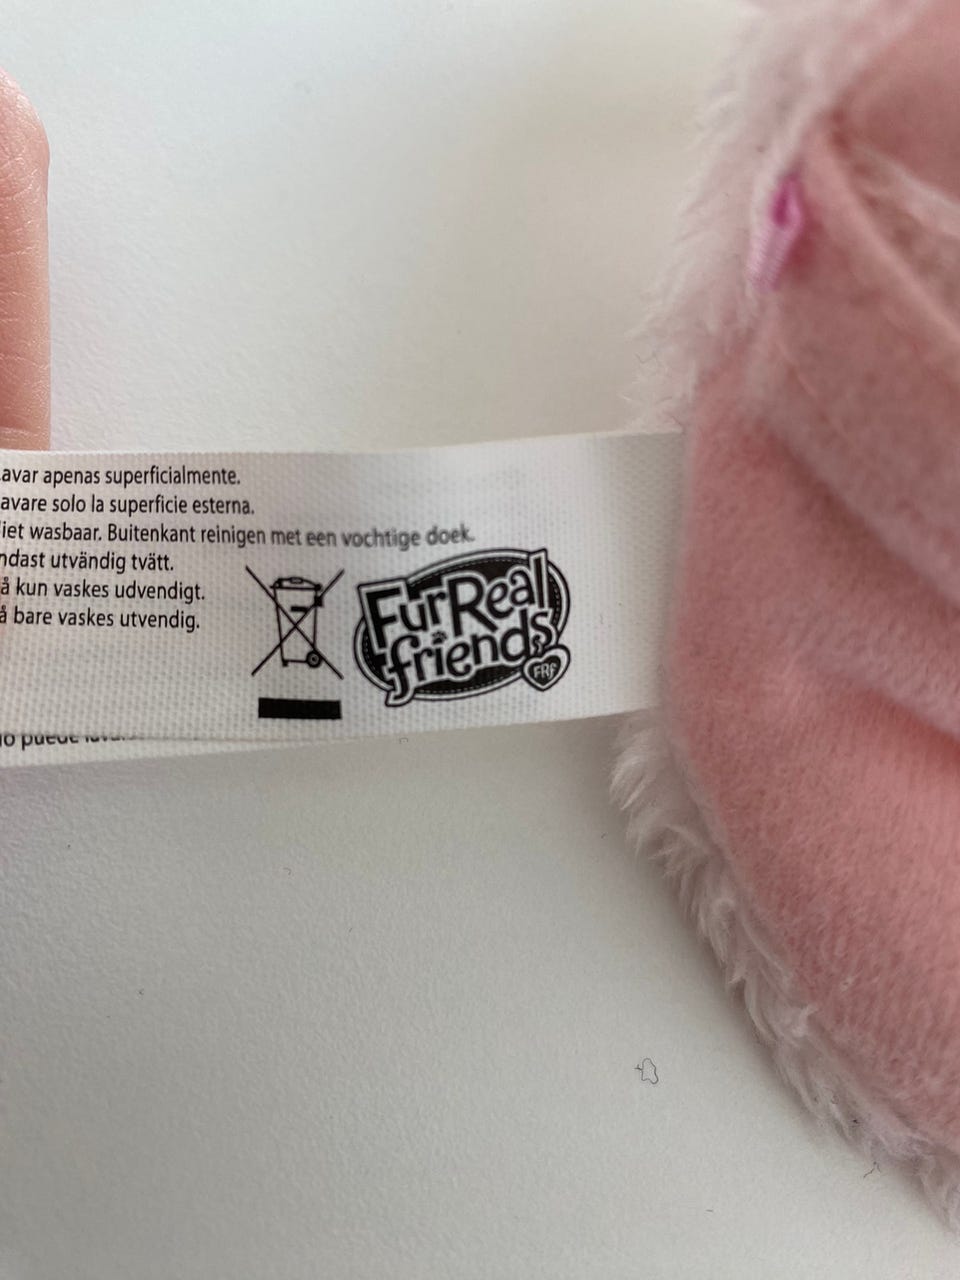 avar apenas superficialmente.
avare solo la superficie esterna.
iet wasbaar. Buitenkant reinigen met een vochtige doek.
ndast utvändig tvätt.
å kun vaskes udvendigt.
å bare vaskes utvendig.
FurReal
friends
FRf
o puede